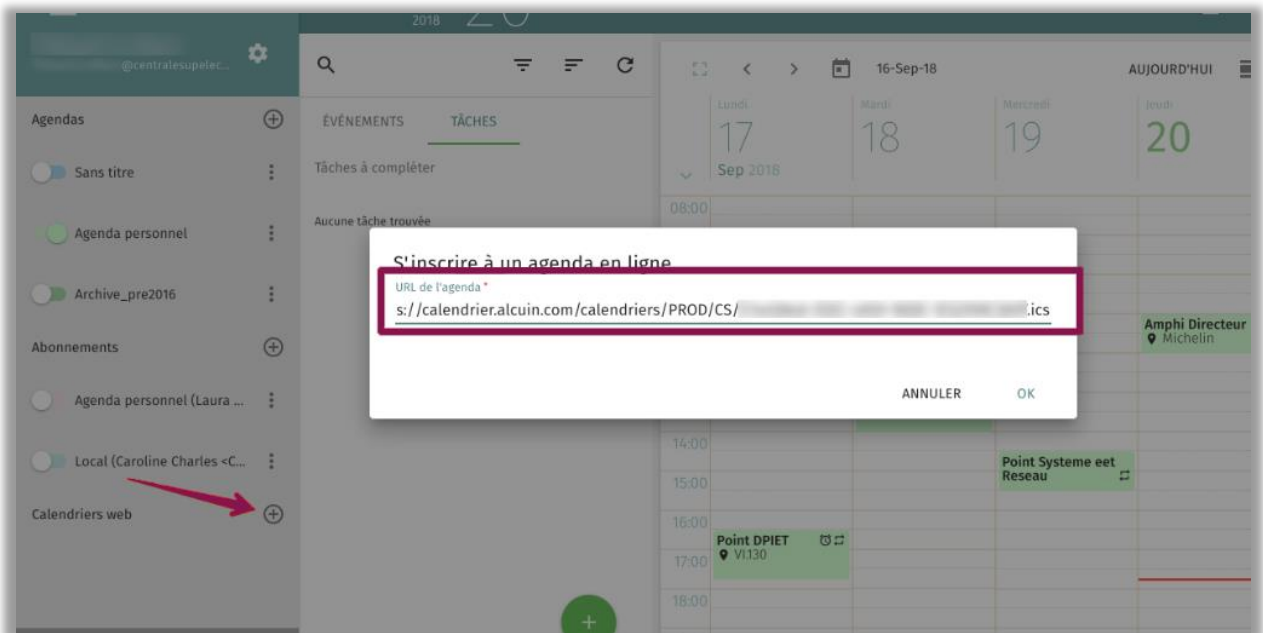 2018
20
@centralesupelec...
16-Sep-18
AUJOURD'HUI
Agendas
ÉVÉNEMENTS
TÂCHES
Lundi
Mardi
Mercredi
Jeudi
17
18
19
20
Sans titre
Tâches à compléter
Sep 2018
08:00
Aucune tâche trouvée
Agenda personnel
S'inscrire à un agenda en ligne
URL de l'agenda *
s://calendrier.alcuin.com/calendriers/PROD/CS/
.ics
Archive_pre2016
Amphi Directeur
Michelin
Abonnements
ANNULER
OK
Agenda personnel (Laura ...
14:00
Local (Caroline Charles <C...
Point Systeme eet
Reseau
15:00
Calendriers web
16:00
Point DPIET
VI.130
17:00
18:00